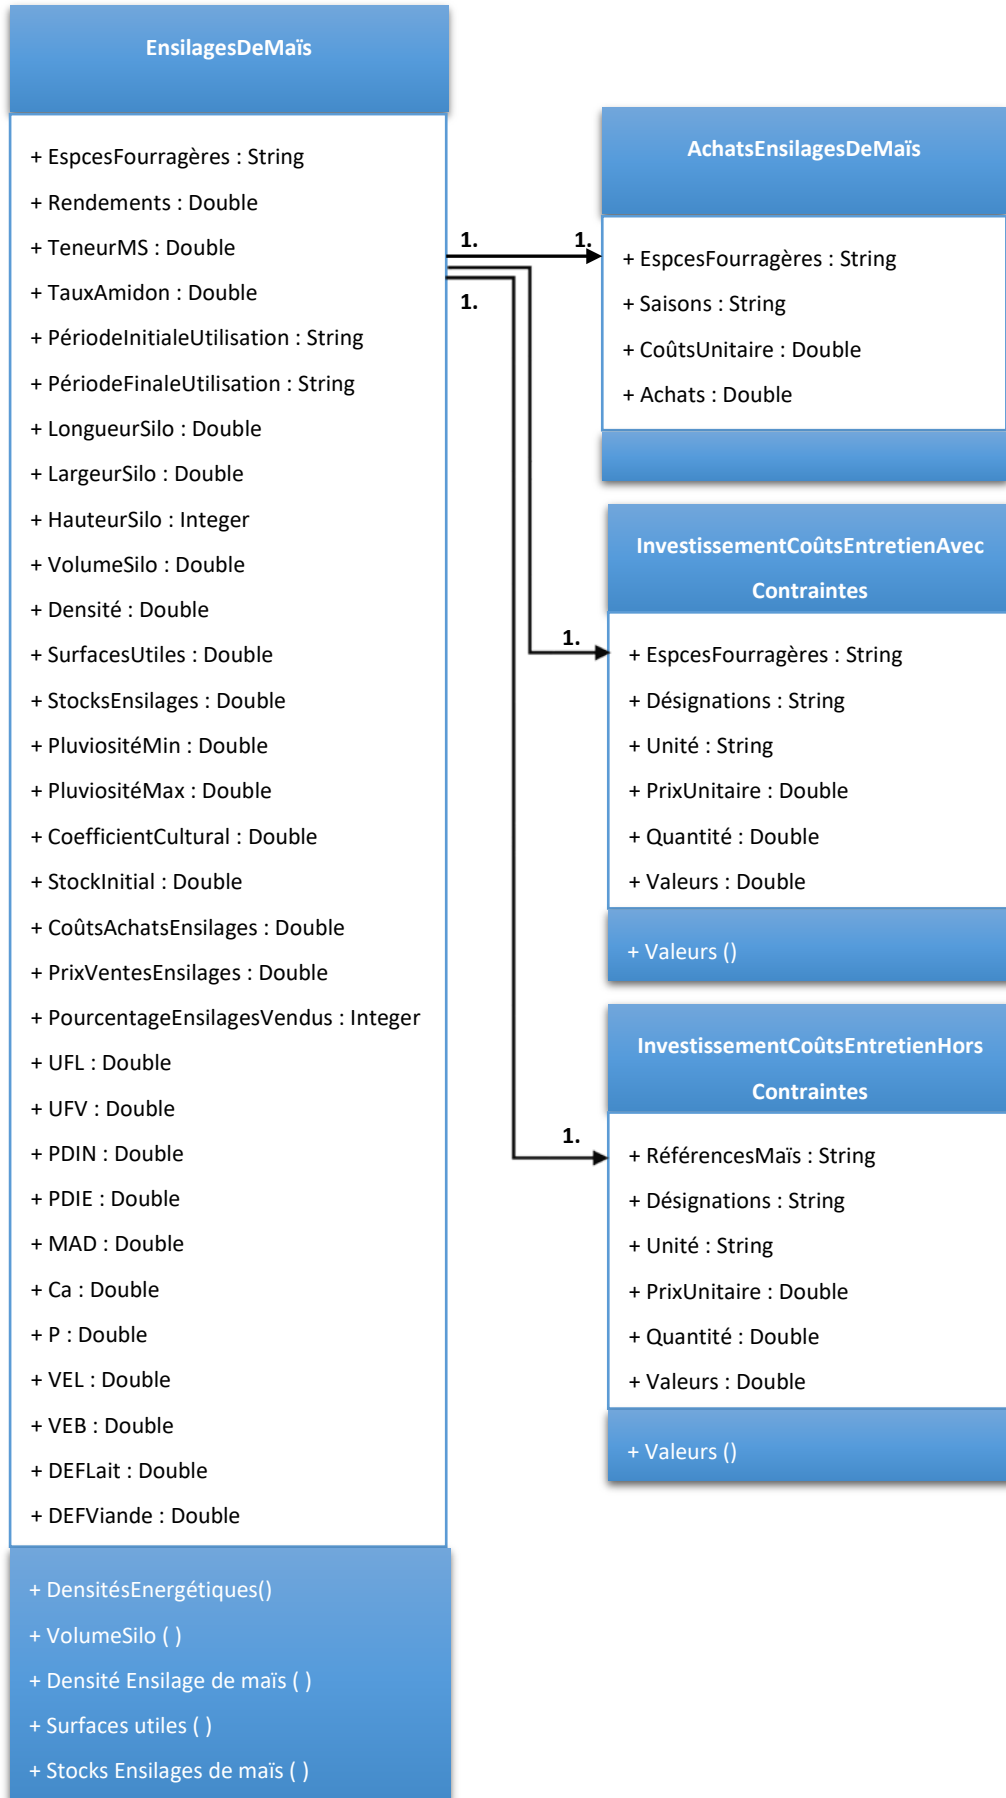 EnsilagesDeMaïs
+ EspcesFourragères : String
+ Rendements : Double
+ TeneurMS : Double
+ TauxAmidon : Double
+ PériodeInitialeUtilisation : String
+ PériodeFinaleUtilisation : String
+ LongueurSilo : Double
+ LargeurSilo : Double
+ HauteurSilo : Integer
+ VolumeSilo : Double
+ Densité : Double
+ SurfacesUtiles : Double
+ StocksEnsilages : Double
+ PluviositéMin : Double
+ PluviositéMax : Double
+ CoefficientCultural : Double
+ StockInitial : Double
+ CoûtsAchatsEnsilages : Double
+ PrixVentesEnsilages : Double
+ PourcentageEnsilagesVendus : Integer
+ UFL : Double
+ UFV : Double
+ PDIN : Double
+ PDIE : Double
+ MAD : Double
+ Ca : Double
+ P : Double
+ VEL : Double
+ VEB : Double
+ DEFLait : Double
+ DEFViande : Double
+ DensitésEnergétiques()
+ VolumeSilo ( )
+ Densité Ensilage de maïs ( )
+ Surfaces utiles ( )
+ Stocks Ensilages de maïs ( )
1.
1.
1.
1.
1.
AchatsEnsilagesDeMaïs
+ EspcesFourragères : String
+ Saisons : String
+ CoûtsUnitaire : Double
+ Achats : Double
InvestissementCoûtsEntretienAvec
Contraintes
+ EspcesFourragères : String
+ Désignations : String
+ Unité : String
+ PrixUnitaire : Double
+ Quantité : Double
+ Valeurs : Double
+ Valeurs ()
InvestissementCoûtsEntretienHors
Contraintes
+ RéférencesMaïs : String
+ Désignations : String
+ Unité : String
+ PrixUnitaire : Double
+ Quantité : Double
+ Valeurs : Double
+ Valeurs ()